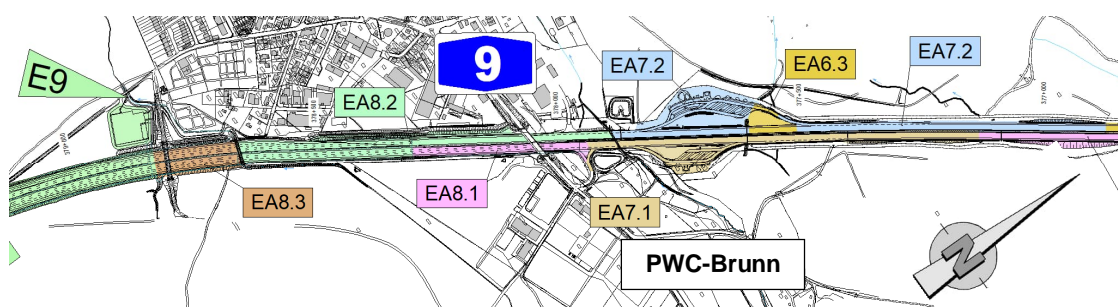 E9
EA8.2
9
EA7.2
EA6.3
EA7.2
EA8.3
EA8.1
EA7.1
PWC-Brunn
N